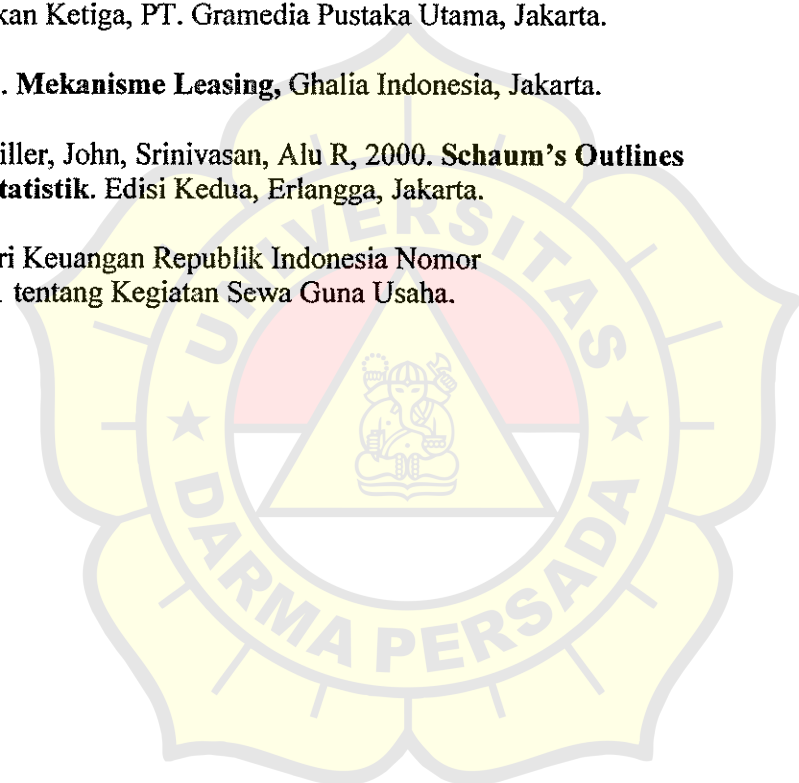 kan Ketiga, PT. Gramedia Pustaka Utama, Jakarta.
. Mekanisme Leasing, Ghalia Indonesia, Jakarta.
iller, John, Srinivasan, Alu R, 2000. Schaum's Outlines
tatistik. Edisi Kedua, Erlangga, Jakarta.
ri Keuangan Republik Indonesia Nomor
tentang Kegiatan Sewa Guna Usaha.
UNIVERSITAS
DARMA PERSADA